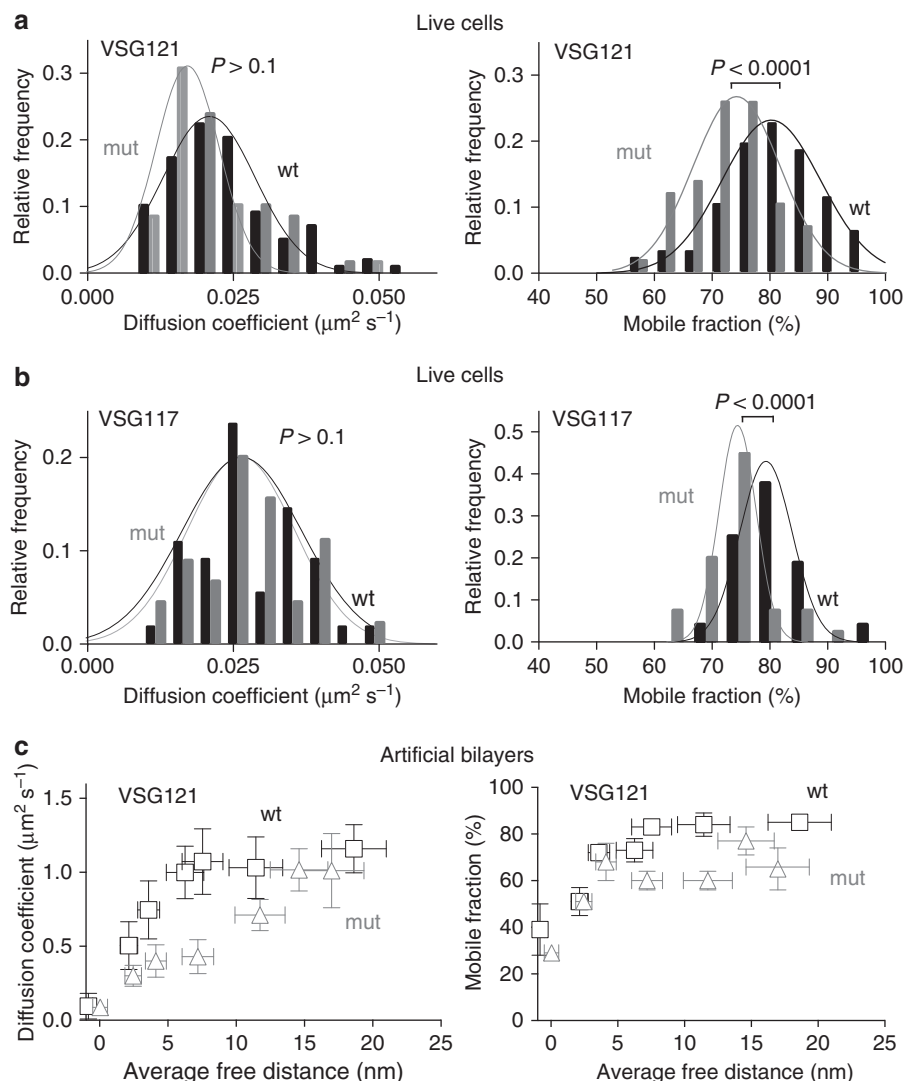 a
Live cells
VSG121
P > 0.1
mut
wt
Relative frequency
0.3
0.2
0.1
0.0
0.000
0.025
0.050
Diffusion coefficient (μm² s⁻¹)
VSG121
P < 0.0001
mut
wt
Relative frequency
0.3
0.2
0.1
0.0
40
50
60
70
80
90
100
Mobile fraction (%)
b
Live cells
VSG117
P > 0.1
mut
wt
Relative frequency
0.2
0.1
0.0
0.000
0.025
0.050
Diffusion coefficient (μm² s⁻¹)
VSG117
P < 0.0001
mut
wt
Relative frequency
0.5
0.4
0.3
0.2
0.1
0.0
40
50
60
70
80
90
100
Mobile fraction (%)
c
Artificial bilayers
VSG121
wt
mut
Diffusion coefficient (μm² s⁻¹)
1.5
1.0
0.5
0.0
0
5
10
15
20
25
Average free distance (nm)
VSG121
wt
mut
Mobile fraction (%)
100
80
60
40
20
0
0
5
10
15
20
25
Average free distance (nm)